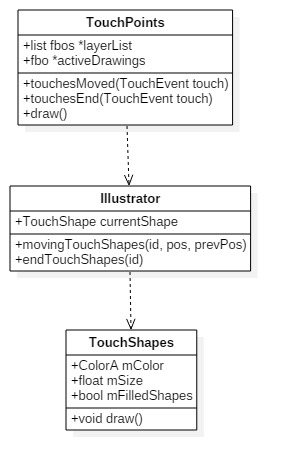 TouchPoints
+list fbos *layerList
+fbo *activeDrawings
+touchesMoved(TouchEvent touch)
+touchesEnd(TouchEvent touch)
+draw()
Illustrator
+TouchShape currentShape
+movingTouchShapes(id, pos, prevPos)
+endTouchShapes(id)
TouchShapes
+ColorA mColor
+float mSize
+bool mFilledShapes
+void draw()